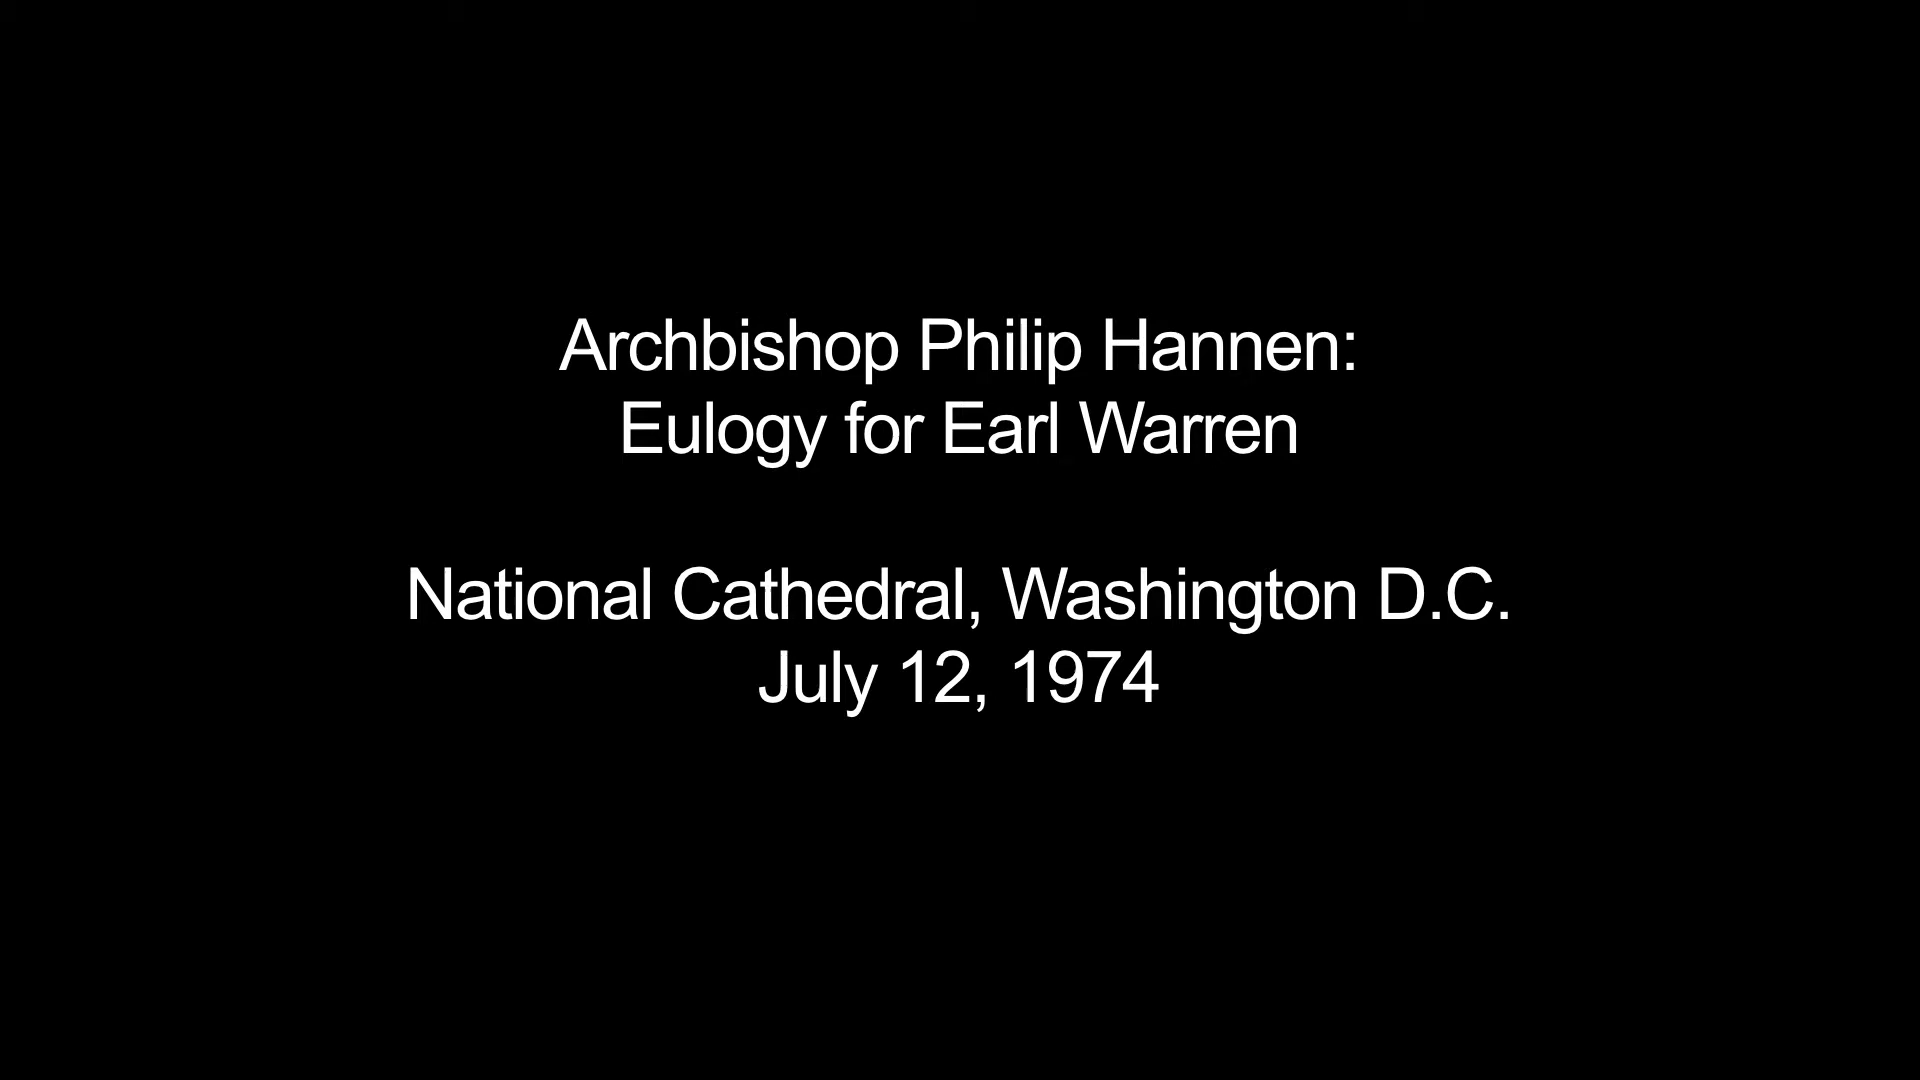 Archbishop Philip Hannen:
Eulogy for Earl Warren
National Cathedral, Washington D.C.
July 12, 1974